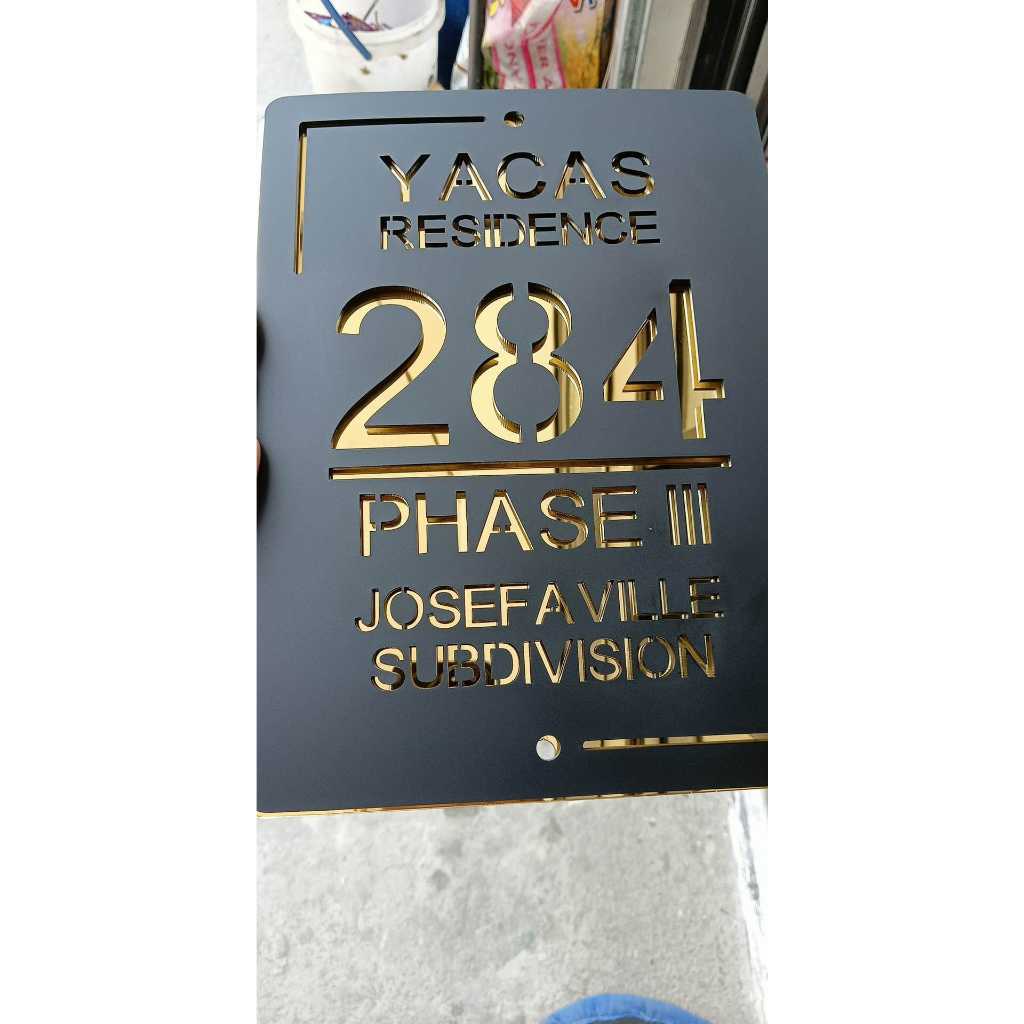 YACAS
RESIDENCE
284
PHASE III
JOSEFAVILLE
SUBDIVISION